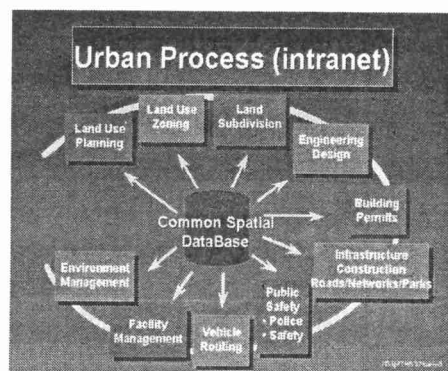 Urban Process (intranet)
Land Use
Planning
Land Use
Zoning
Land
Subdivision
Engineering
Design
Building
Permits
Common Spatial
DataBase
Infrastructure
Construction
Roads/Networks/Parks
Environment
Management
Public
Safety
• Police
• Safety
Facility
Management
Vehicle
Routing